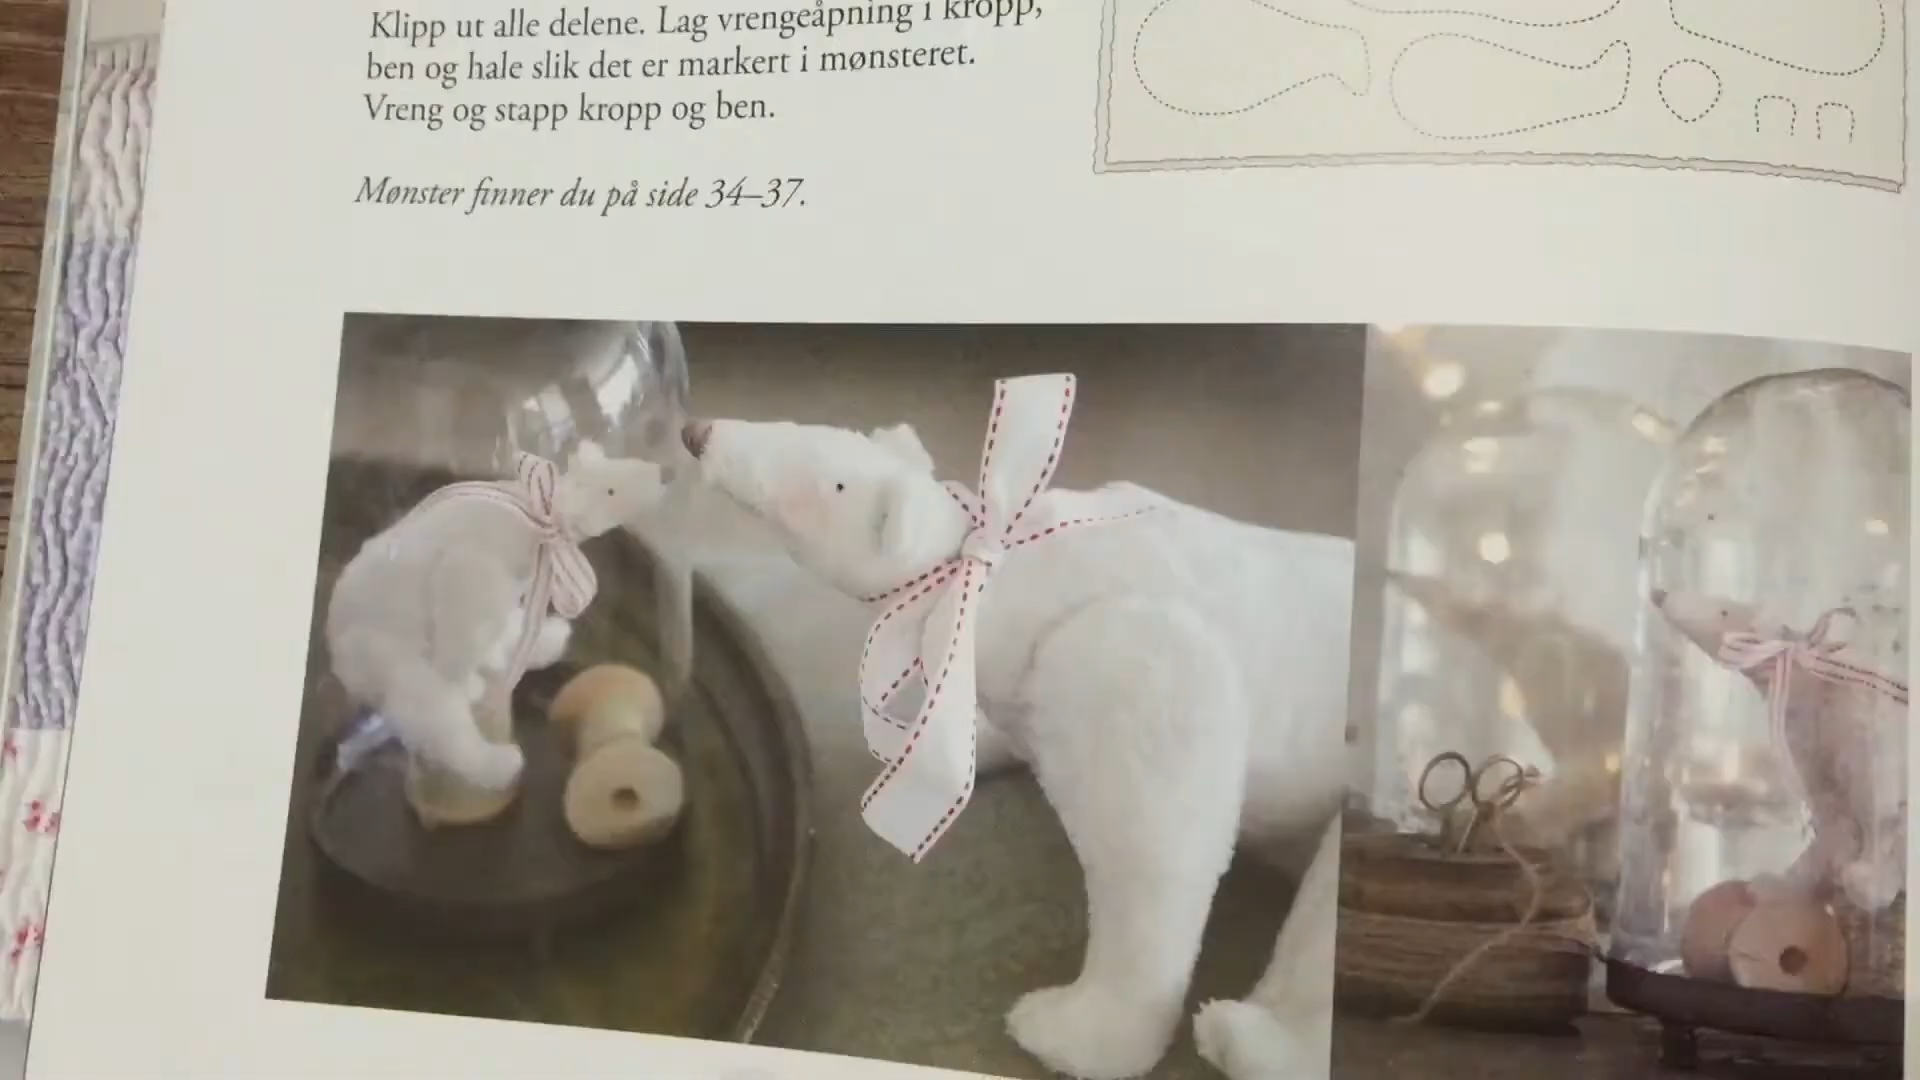 Klipp ut alle delene. Lag vrengeåpning i kropp,
ben og hale slik det er markert i mønsteret.
Vreng og stapp kropp og ben.
Mønster finner du på side 34–37.